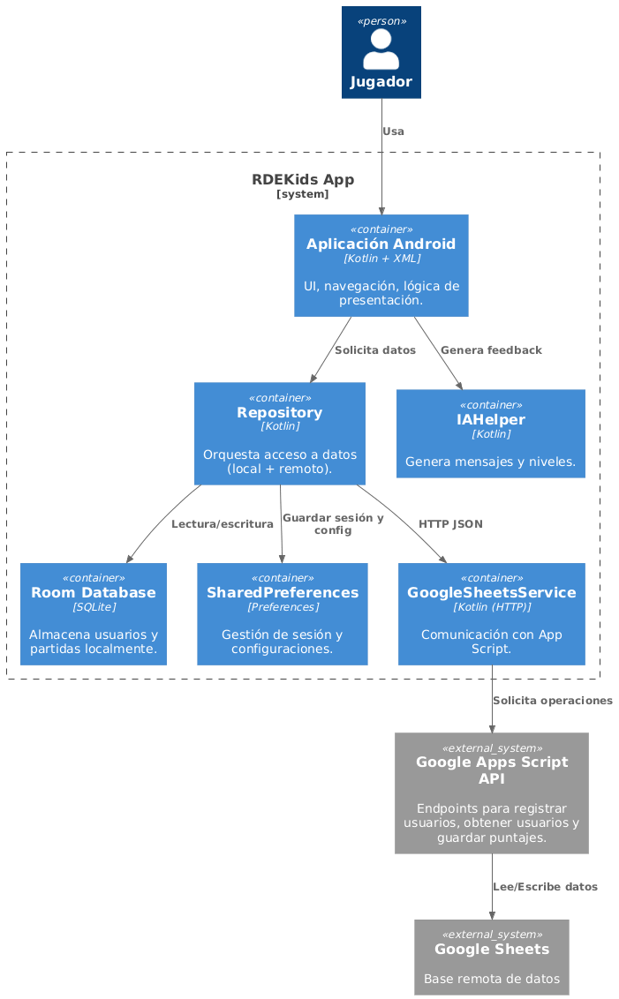 «person»
Jugador
Usa
RDEKids App
[system]
«container»
Aplicación Android
[Kotlin + XML]
UI, navegación, lógica de
presentación.
Solicita datos
Genera feedback
«container»
Repository
[Kotlin]
Orquesta acceso a datos
(local + remoto).
«container»
IAHelper
[Kotlin]
Genera mensajes y niveles.
Lectura/escritura
Guardar sesión y
config
HTTP JSON
«container»
Room Database
[SQLite]
Almacena usuarios y
partidas localmente.
«container»
SharedPreferences
[Preferences]
Gestión de sesión y
configuraciones.
«container»
GoogleSheetsService
[Kotlin (HTTP)]
Comunicación con App
Script.
Solicita operaciones
«external_system»
Google Apps Script
API
Endpoints para registrar
usuarios, obtener usuarios y
guardar puntajes.
Lee/Escribe datos
«external_system»
Google Sheets
Base remota de datos